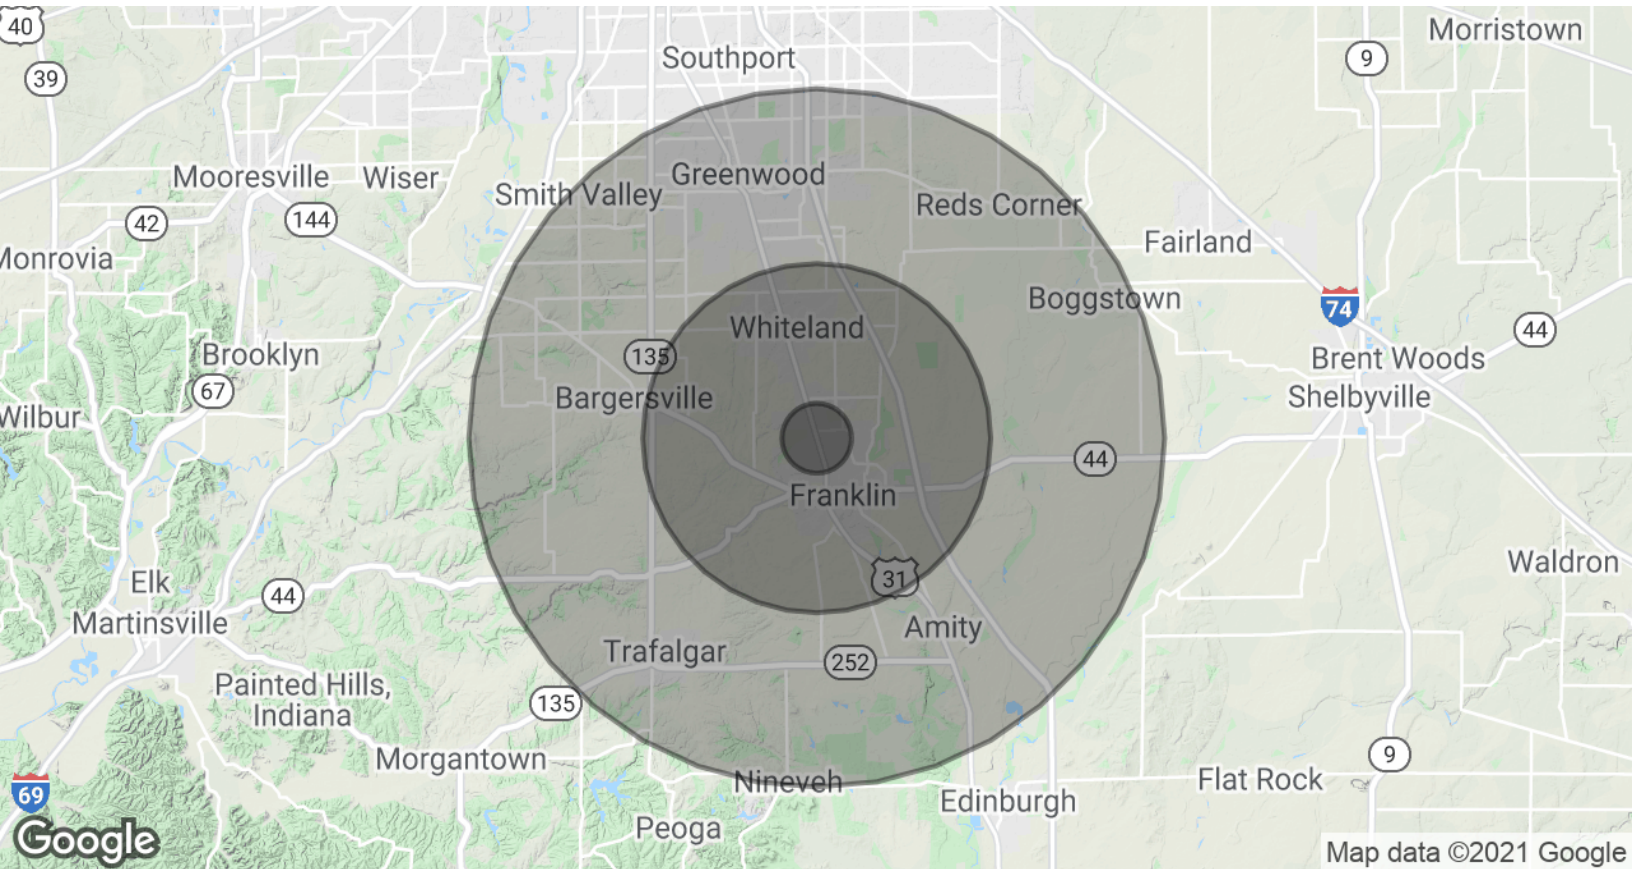 40
Morristown
Southport
9
39
Greenwood
Mooresville
Wiser
Smith Valley
Reds Corner
42
144
Fairland
Monrovia
Boggstown
74
Whiteland
44
Brooklyn
135
Brent Woods
67
Bargersville
Shelbyville
Wilbur
44
Franklin
Waldron
31
Elk
44
Martinsville
Amity
Trafalgar
252
Painted Hills,
Indiana
135
9
Morgantown
Nineveh
Flat Rock
69
Edinburgh
Peoga
Google
Map data ©2021 Google